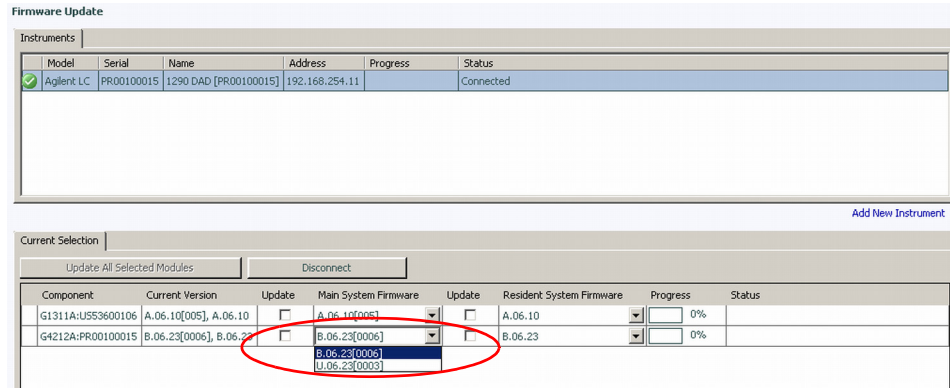 Firmware Update
Instruments
Model Serial Name Address Progress Status
Agilent LC PR00100015 1290 DAD [PR00100015] 192.168.254.11 Connected
Add New Instrument
Current Selection
Update All Selected Modules Disconnect
Component Current Version Update Main System Firmware Update Resident System Firmware Progress Status
G1311A:US53600106 A.06.10[005], A.06.10 A.06.10[005] A.06.10 0%
G4212A:PR00100015 B.06.23[0006], B.06.23 B.06.23[0006] B.06.23 0%
B.06.23[0006]
U.06.23[0003]